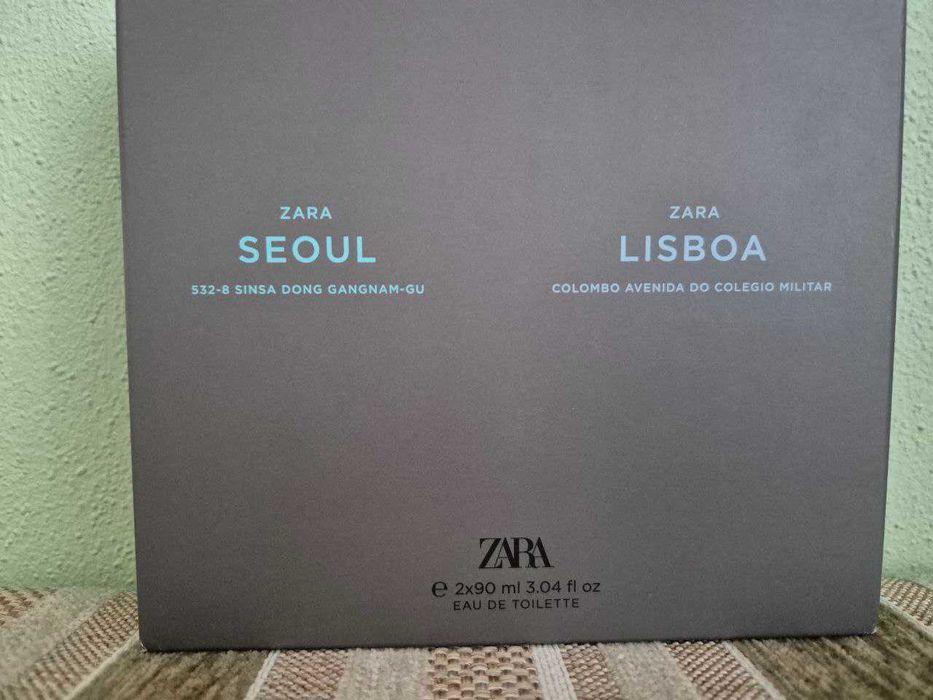 ZARA
SEOUL
532-8 SINSA DONG GANGNAM-GU
ZARA
LISBOA
COLOMBO AVENIDA DO COLEGIO MILITAR
ZARA
e 2x90 ml 3.04 fl oz
EAU DE TOILETTE